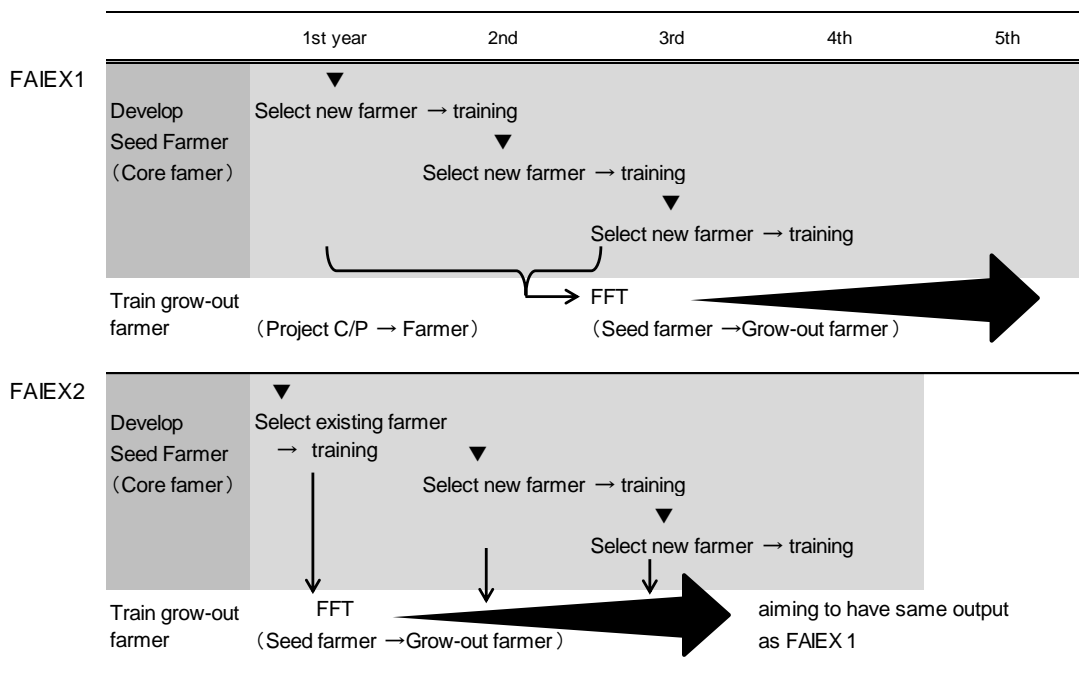 1st year 2nd 3rd 4th 5th
FAIEX1
Develop Select new farmer → training
Seed Farmer
（Core famer） Select new farmer → training
Select new farmer → training
Train grow-out FFT
farmer （Project C/P → Farmer） （Seed farmer →Grow-out farmer）
FAIEX2
Develop Select existing farmer
Seed Farmer → training
（Core famer） Select new farmer → training
Select new farmer → training
Train grow-out FFT aiming to have same output
farmer （Seed farmer →Grow-out farmer） as FAIEX 1